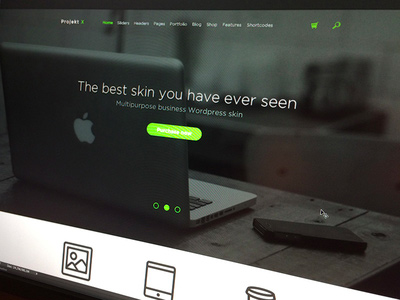 Projekt X
Home Sliders Headers Pages Portfolio Blog Shop Features Shortcodes
The best skin you have ever seen
Multipurpose business Wordpress skin
Purchase now!